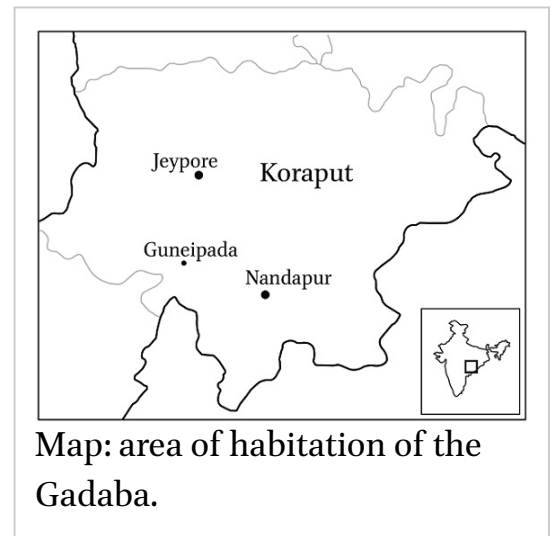 Jeypore
Koraput
Guneipada
Nandapur
Map: area of habitation of the
Gadaba.